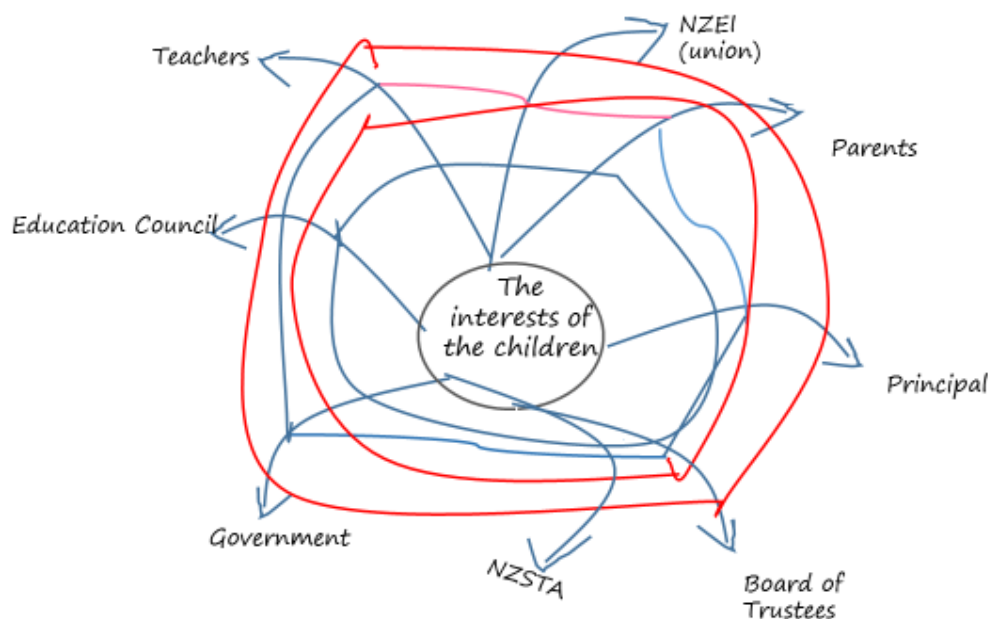 Teachers
NZEI
(union)
Parents
Education Council
The
interests of
the children
Principal
Government
NZSTA
Board of
Trustees